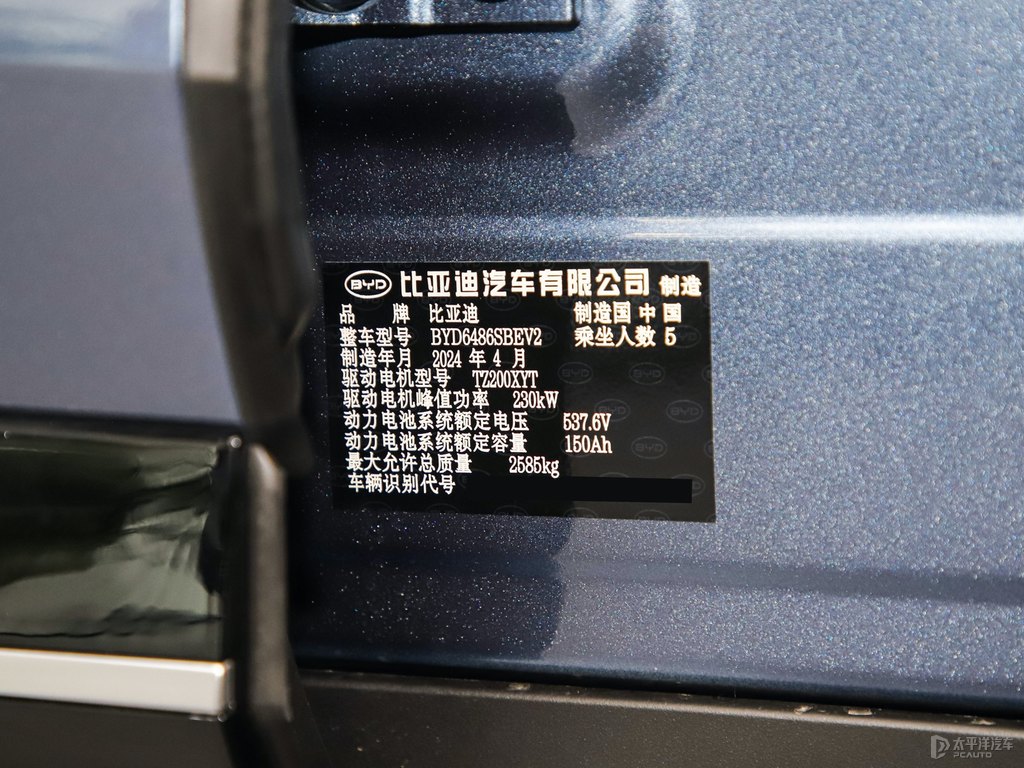 BYD 比亚迪汽车有限公司 制造
品 牌 比亚迪 制造国 中国
整车型号 BYD6486SBEV2 乘坐人数 5
制造年月 2024 年 4 月
驱动电机型号 TZ200XYT
驱动电机峰值功率 230kW
动力电池系统额定电压 537.6V
动力电池系统额定容量 150Ah
最大允许总质量 2585kg
车辆识别代号
太平洋汽车
PCAUTO